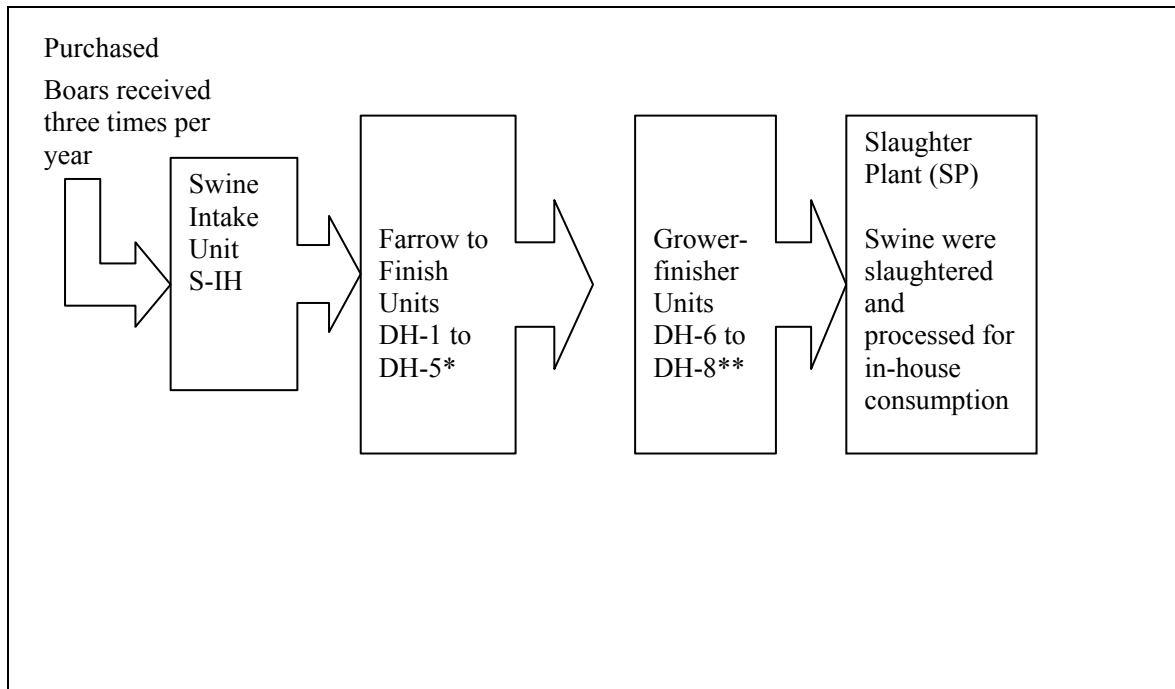 Purchased
Boars received
three times per
year
Swine
Intake
Unit
S-IH
Farrow to
Finish
Units
DH-1 to
DH-5*
Grower-
finisher
Units
DH-6 to
DH-8**
Slaughter
Plant (SP)
Swine were
slaughtered
and
processed for
in-house
consumption